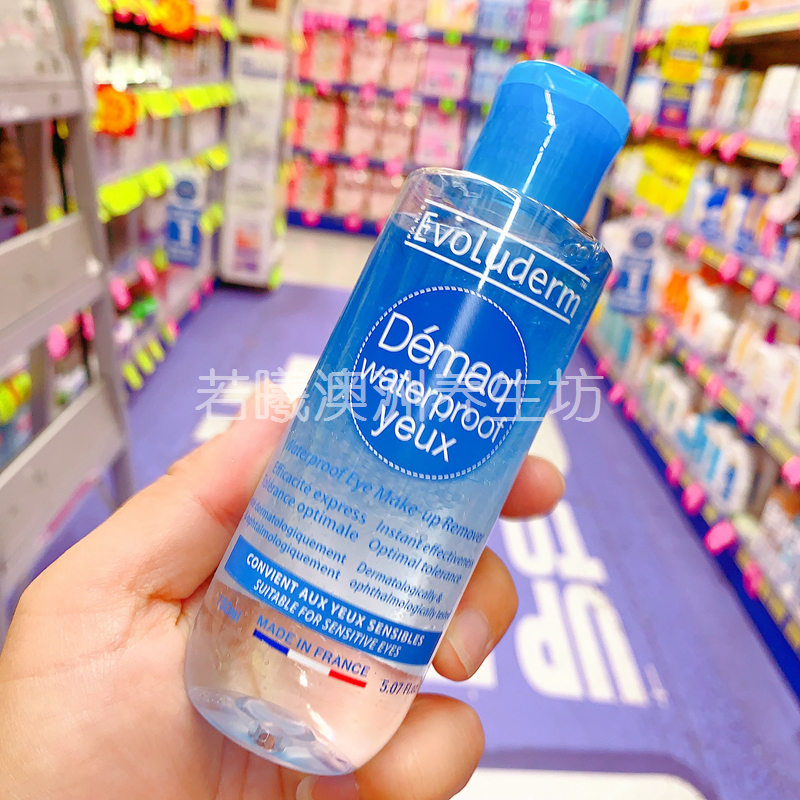 EvoLuderm
Démaq'
waterproof
yeux
Waterproof Eye Make-up Remover
Efficacité express Instant effectiveness
Tolérance optimale Optimal tolerance
Dermatologiquement Dermatologically &
ophtalmologiquement ophthalmologically tested
CONVIENT AUX YEUX SENSIBLES
SUITABLE FOR SENSITIVE EYES
MADE IN FRANCE
5.07 Fl.oz
若曦澳洲养生坊
UP TO